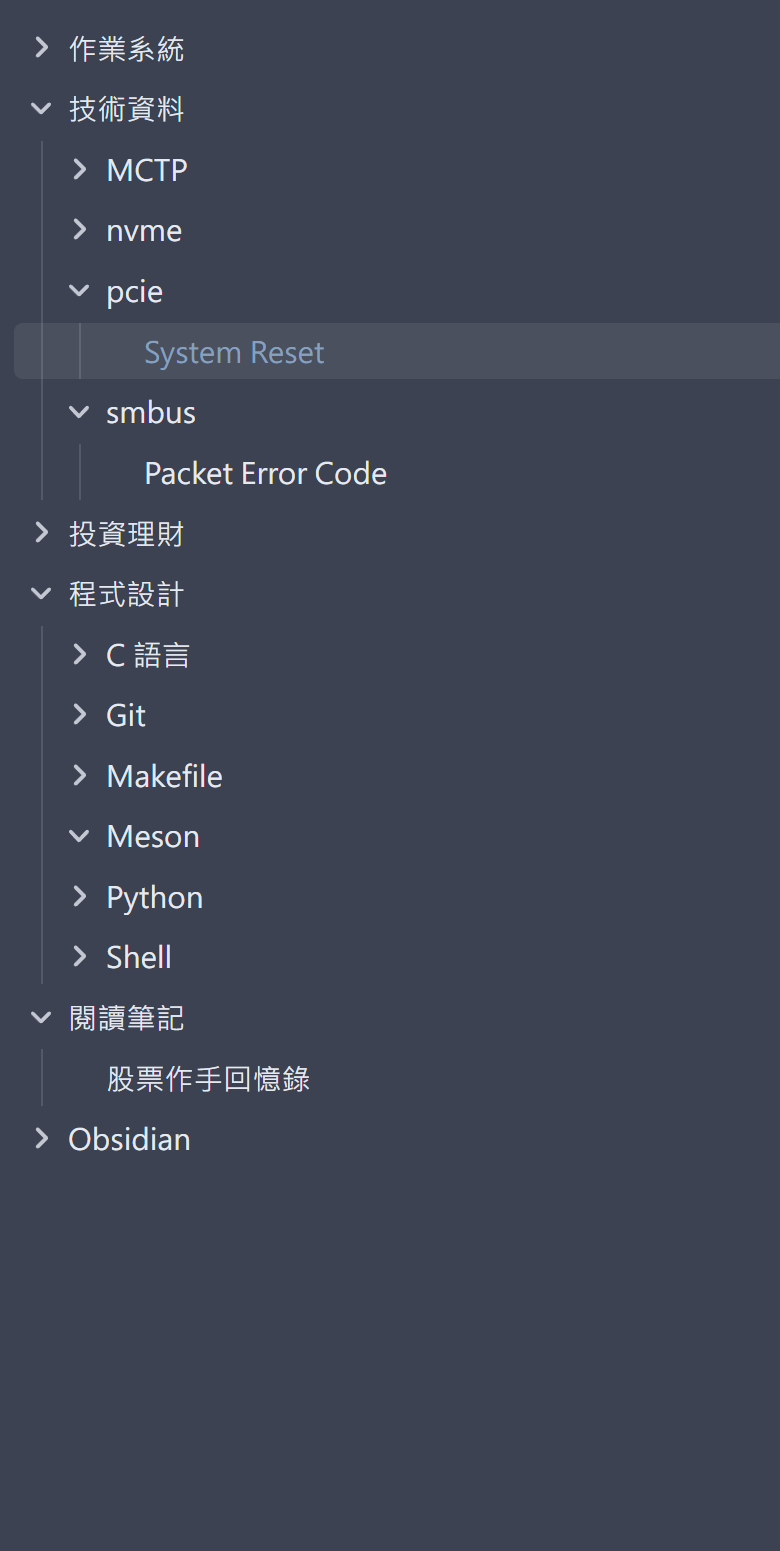 作業系統
技術資料
MCTP
nvme
pcie
System Reset
smbus
Packet Error Code
投資理財
程式設計
C 語言
Git
Makefile
Meson
Python
Shell
閱讀筆記
股票作手回憶錄
Obsidian